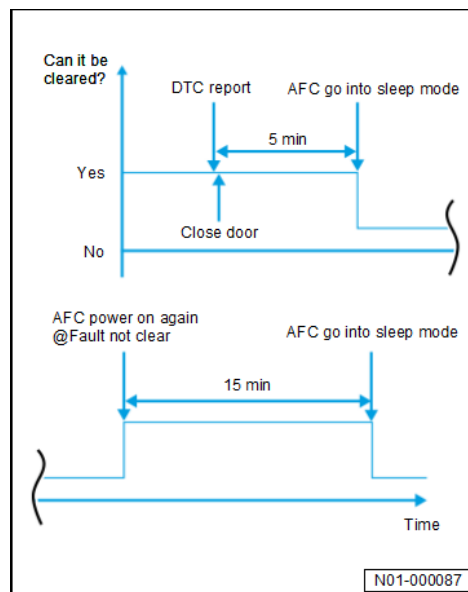 Can it be
cleared?
DTC report
AFC go into sleep mode
5 min
Yes
Close door
No
AFC power on again
@Fault not clear
AFC go into sleep mode
15 min
Time
N01-000087